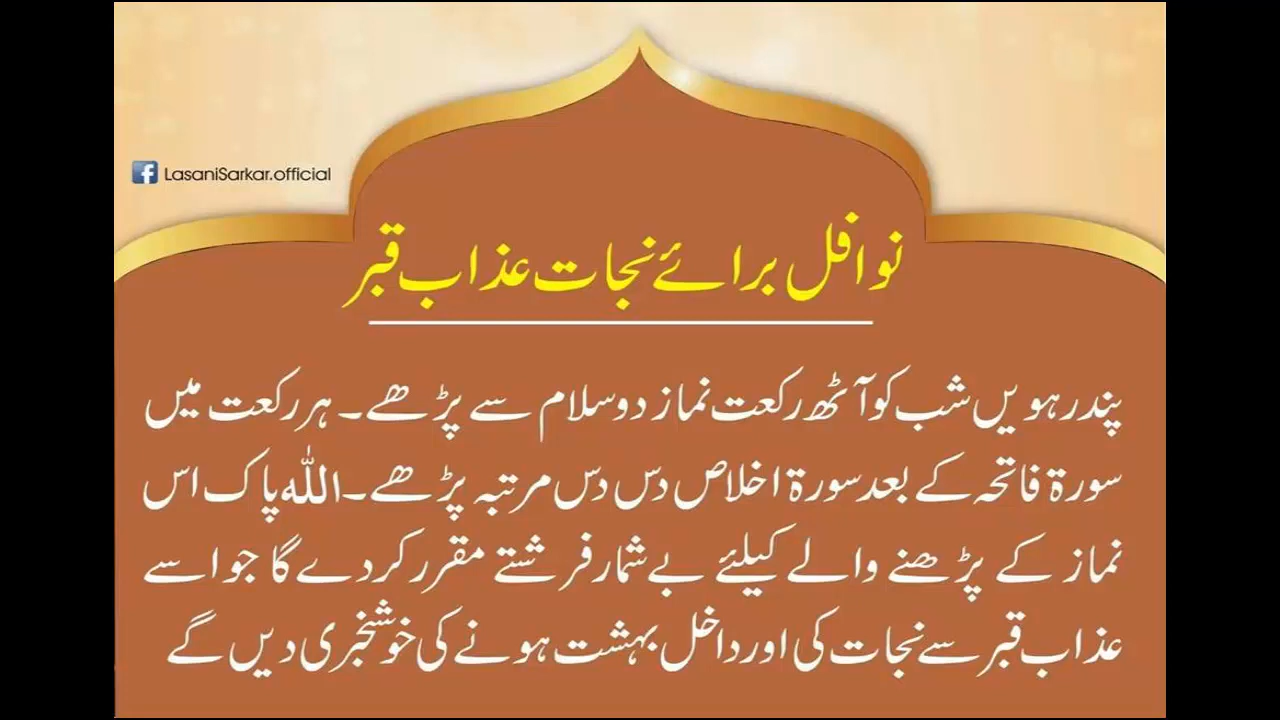 LasaniSarkar.official
نوافل برائے نجات عذاب قبر
پندرہویں شب کو آٹھ رکعت نماز دو سلام سے پڑھے۔ ہر رکعت میں
سورۃ فاتحہ کے بعد سورۃ اخلاص دس دس مرتبہ پڑھے۔ اللہ پاک اس
نماز کے پڑھنے والے کیلئے بے شمار فرشتے مقرر کر دے گا جو اسے
عذاب قبر سے نجات کی اور داخل بہشت ہونے کی خوشخبری دیں گے